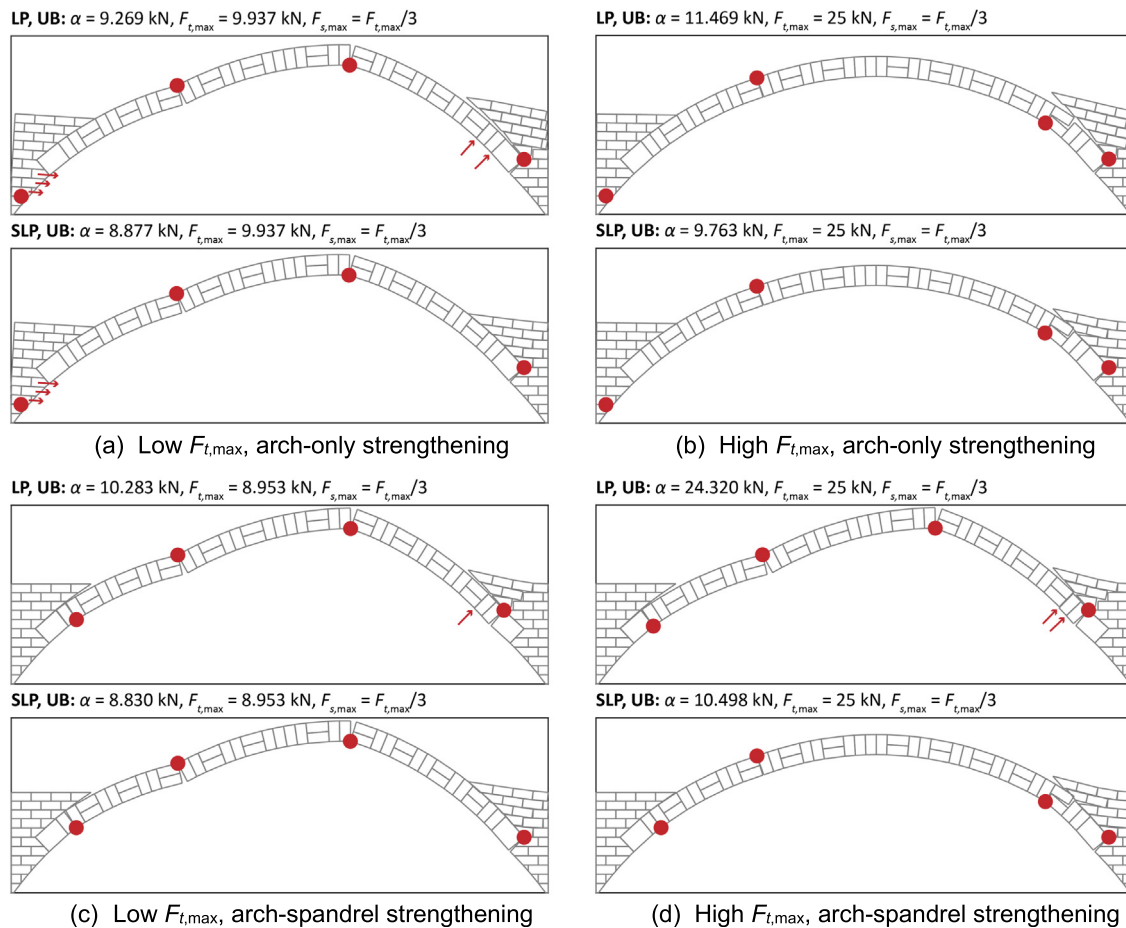 LP, UB: α = 9.269 kN, Ft,max = 9.937 kN, Fs,max = Ft,max/3
LP, UB: α = 11.469 kN, Ft,max = 25 kN, Fs,max = Ft,max/3
SLP, UB: α = 8.877 kN, Ft,max = 9.937 kN, Fs,max = Ft,max/3
SLP, UB: α = 9.763 kN, Ft,max = 25 kN, Fs,max = Ft,max/3
(a) Low Ft,max, arch-only strengthening
(b) High Ft,max, arch-only strengthening
LP, UB: α = 10.283 kN, Ft,max = 8.953 kN, Fs,max = Ft,max/3
LP, UB: α = 24.320 kN, Ft,max = 25 kN, Fs,max = Ft,max/3
SLP, UB: α = 8.830 kN, Ft,max = 8.953 kN, Fs,max = Ft,max/3
SLP, UB: α = 10.498 kN, Ft,max = 25 kN, Fs,max = Ft,max/3
(c) Low Ft,max, arch-spandrel strengthening
(d) High Ft,max, arch-spandrel strengthening